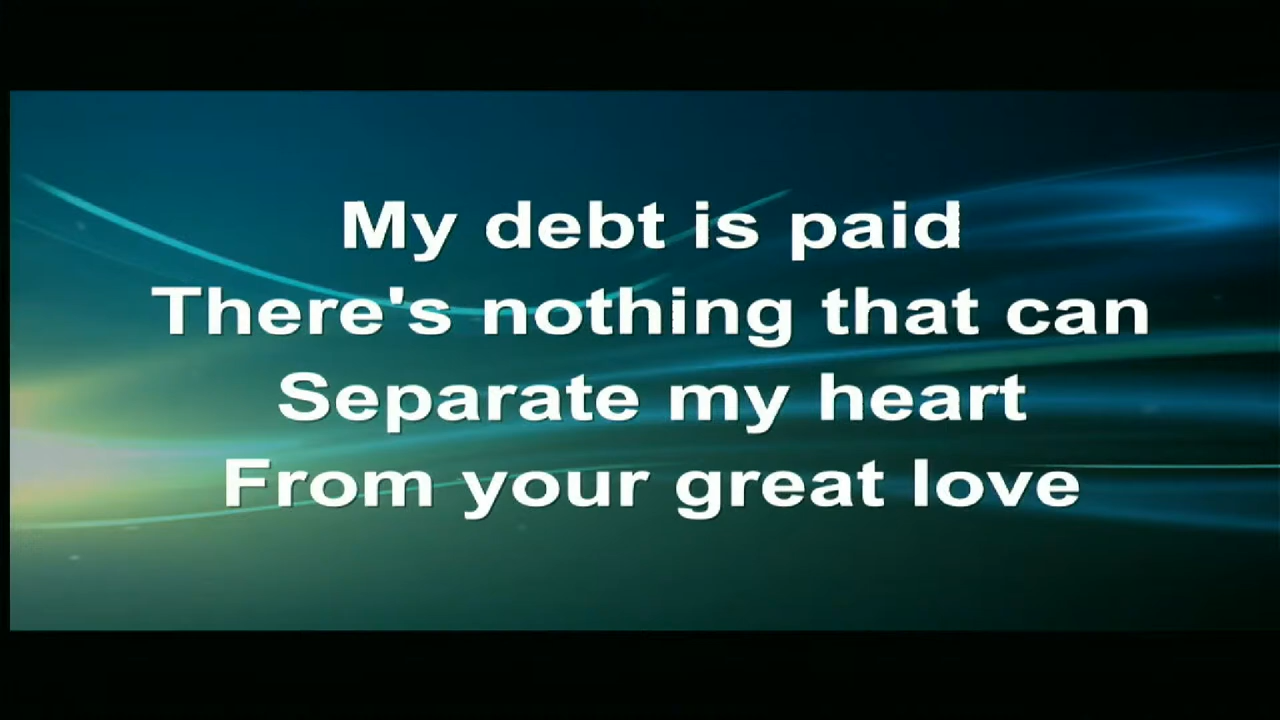 My debt is paid
There's nothing that can
Separate my heart
From your great love